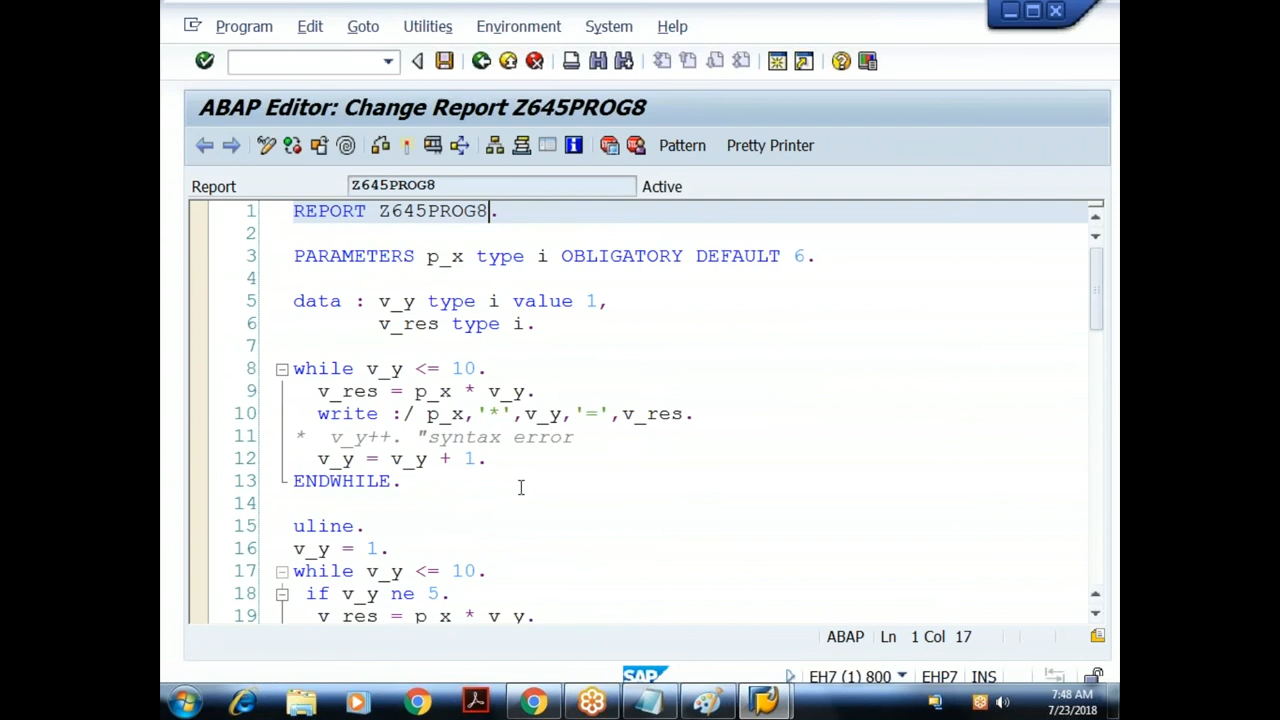 Program Edit Goto Utilities Environment System Help
ABAP Editor: Change Report Z645PROG8
Pattern Pretty Printer
Report Z645PROG8 Active
1 REPORT Z645PROG8.
2
3 PARAMETERS p_x type i OBLIGATORY DEFAULT 6.
4
5 data : v_y type i value 1,
6 v_res type i.
7
8 while v_y <= 10.
9 v_res = p_x * v_y.
10 write :/ p_x,'*',v_y,'=',v_res.
11 * v_y++. "syntax error
12 v_y = v_y + 1.
13 ENDWHILE.
14
15 uline.
16 v_y = 1.
17 while v_y <= 10.
18 if v_y ne 5.
19 v_res = p_x * v_y.
ABAP Ln 1 Col 17
SAP EH7 (1) 800 EHP7 INS
7:48 AM
7/23/2018